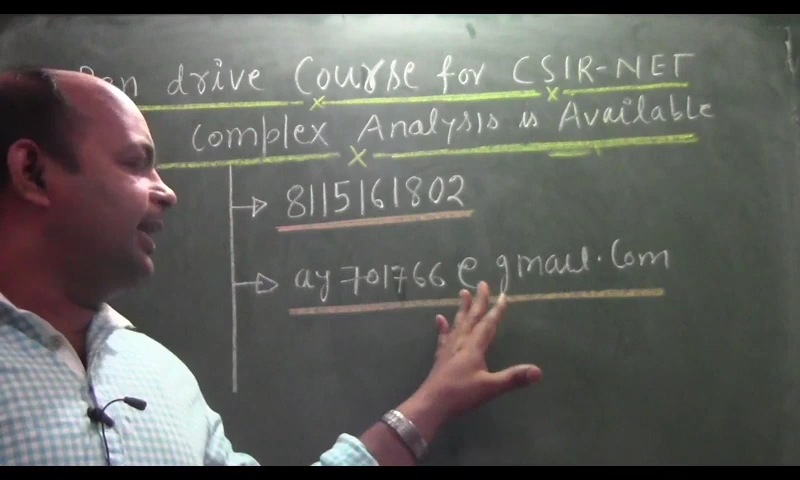 Pen drive Course for CSIR-NET
Complex Analysis is Available
8115161802
ay701766@gmail.com